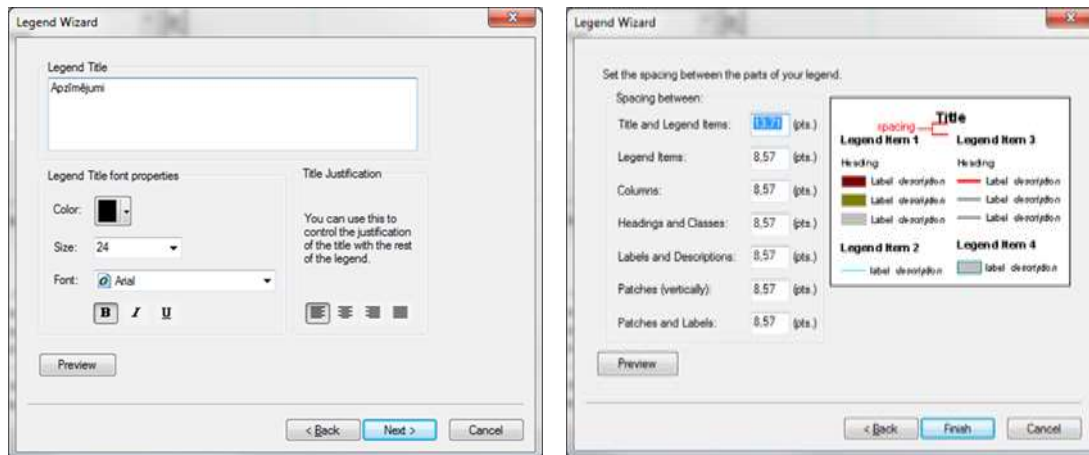 Legend Wizard
Legend Title
Apzīmējumi
Legend Title font properties
Color:
Size: 24
Font: Arial
B I U
Title Justification
You can use this to
control the justification
of the title with the rest
of the legend.
Preview
< Back Next > Cancel
Legend Wizard
Set the spacing between the parts of your legend.
Spacing between:
Title and Legend Items: 13,71 (pts.)
Legend Items: 8,57 (pts.)
Columns: 8,57 (pts.)
Headings and Classes: 8,57 (pts.)
Labels and Descriptions: 8,57 (pts.)
Patches (vertically): 8,57 (pts.)
Patches and Labels: 8,57 (pts.)
Title
spacing
Legend Item 1 Legend Item 3
Heading Heading
Label description Label description
Label description Label description
Label description Label description
Legend Item 2 Legend Item 4
label description label description
Preview
< Back Finish Cancel